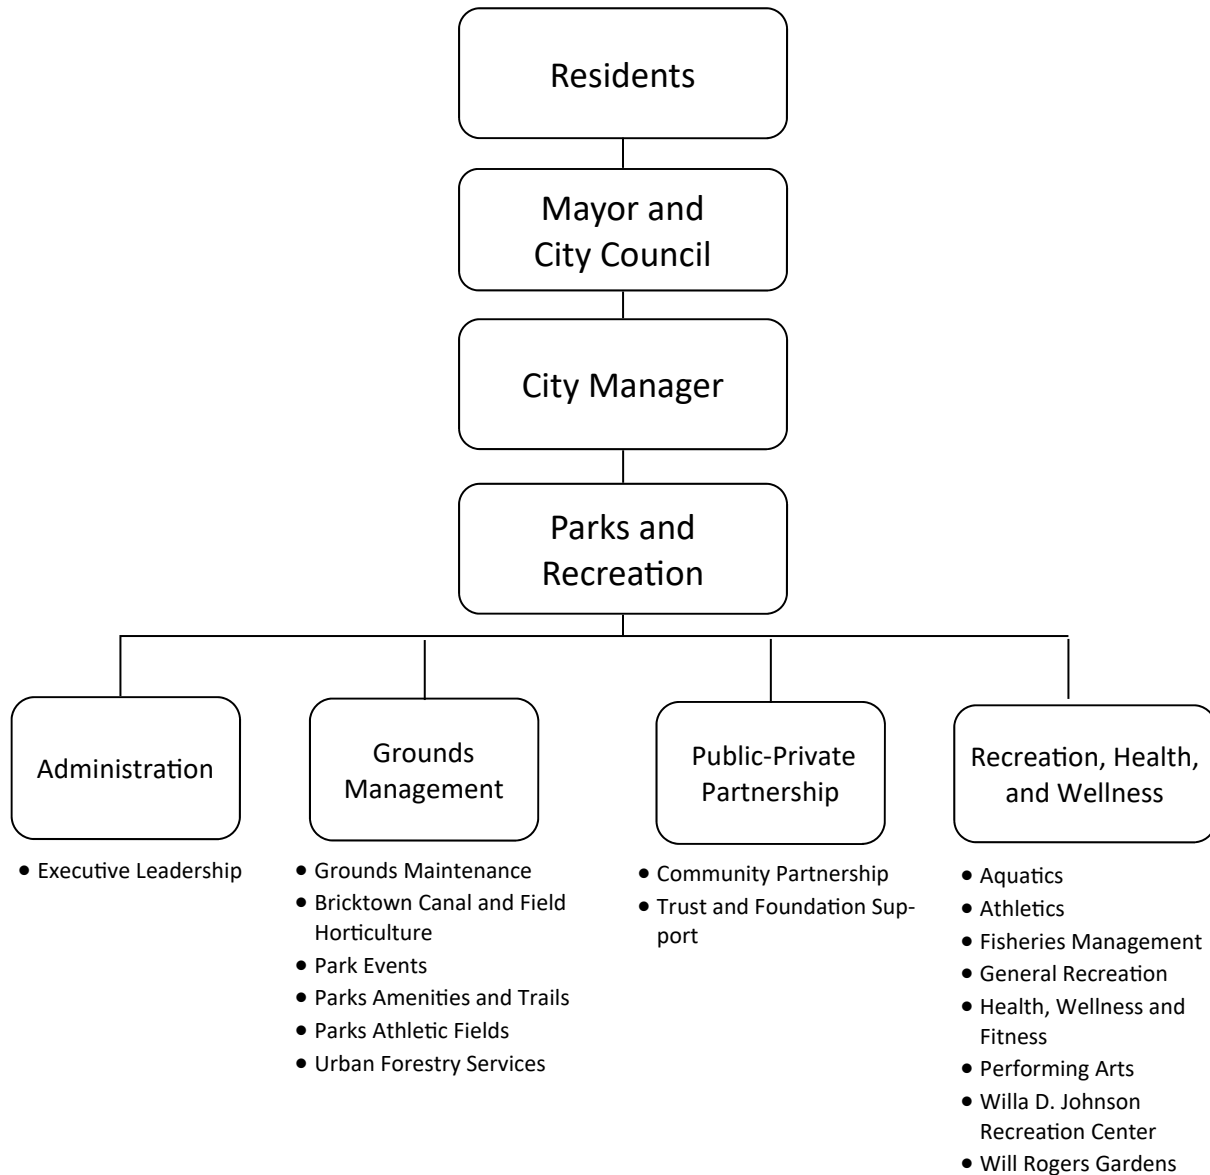 Residents
Mayor and
City Council
City Manager
Parks and
Recreation
Administration
• Executive Leadership
Grounds
Management
• Grounds Maintenance
• Bricktown Canal and Field
Horticulture
• Park Events
• Parks Amenities and Trails
• Parks Athletic Fields
• Urban Forestry Services
Public-Private
Partnership
• Community Partnership
• Trust and Foundation Sup-
port
Recreation, Health,
and Wellness
• Aquatics
• Athletics
• Fisheries Management
• General Recreation
• Health, Wellness and
Fitness
• Performing Arts
• Willa D. Johnson
Recreation Center
• Will Rogers Gardens